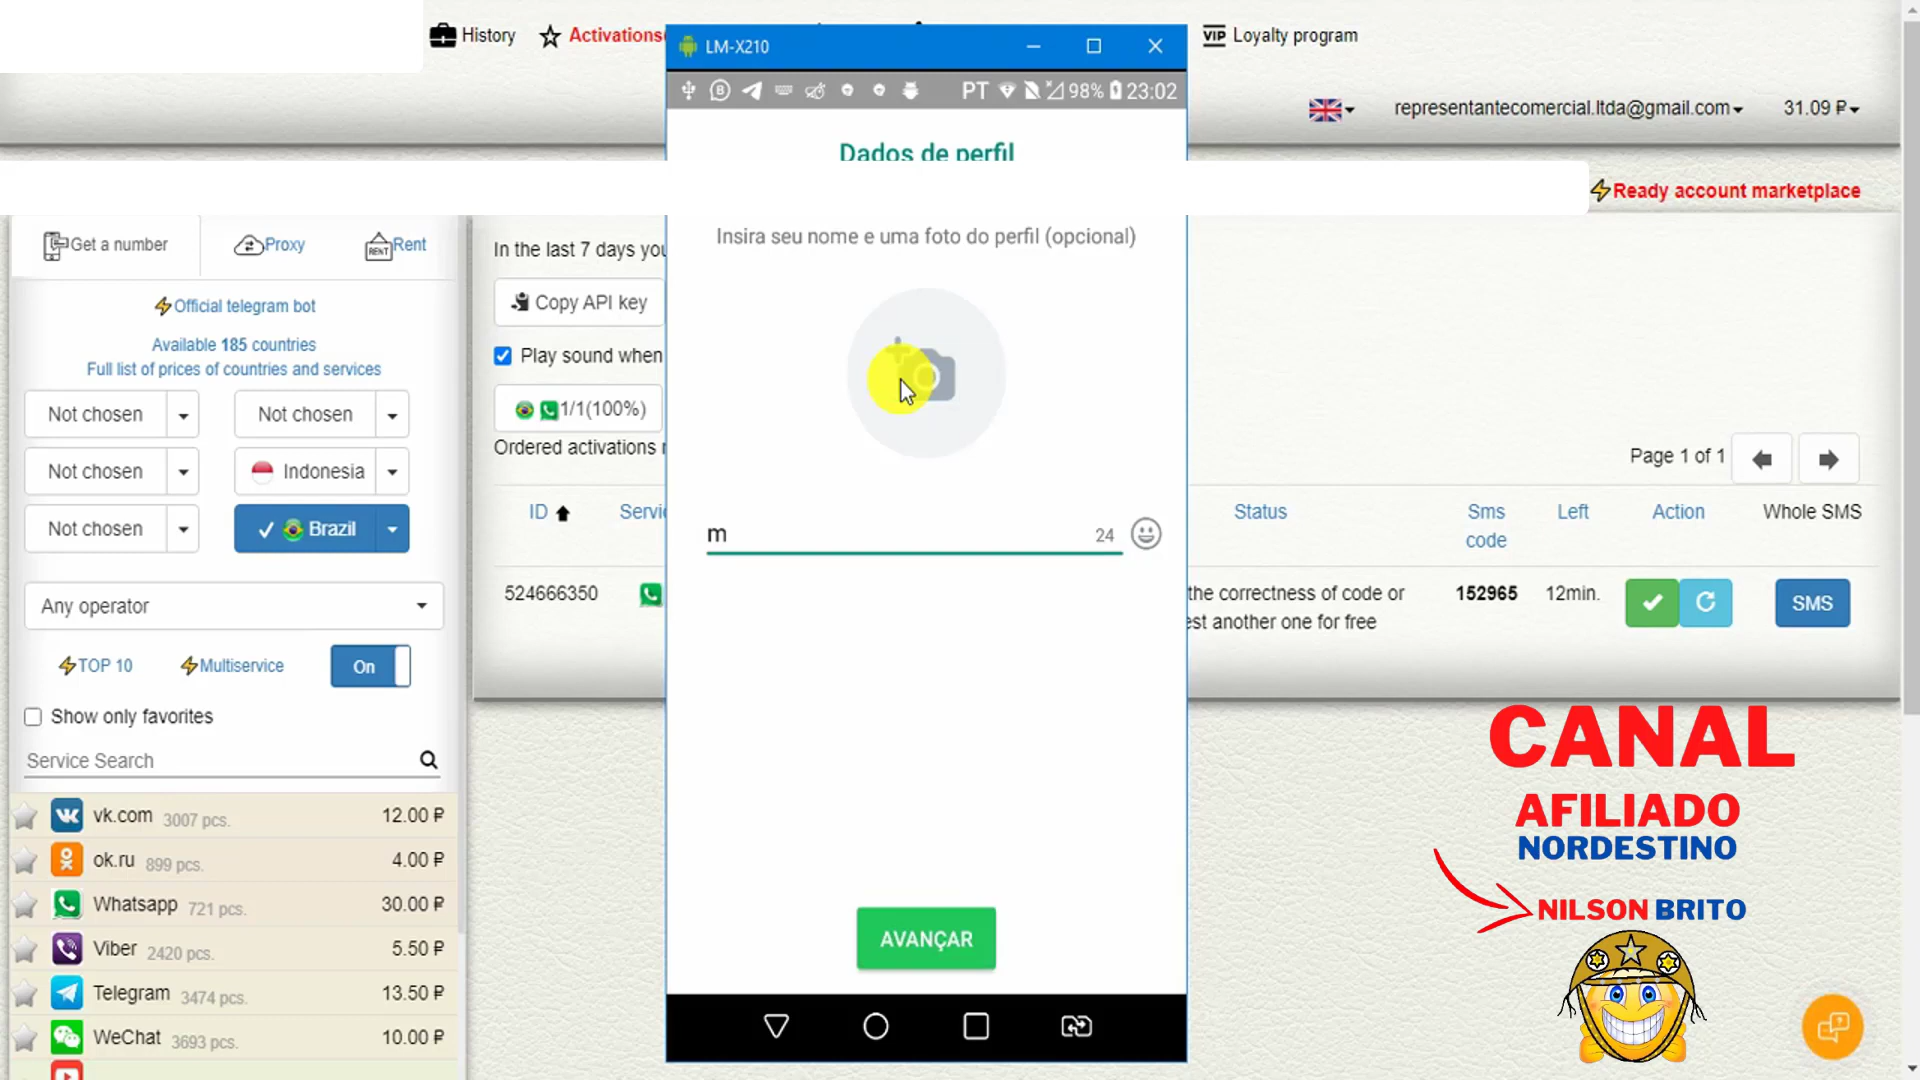 History
Activations
VIP Loyalty program
LM-X210
PT 98% 23:02
representantecomercial.ltda@gmail.com
31.09 ₽
Dados de perfil
Ready account marketplace
Get a number
Proxy
RENT Rent
Official telegram bot
Available 185 countries
Full list of prices of countries and services
Not chosen
Not chosen
Not chosen
Indonesia
Not chosen
Brazil
Any operator
TOP 10
Multiservice
On
Show only favorites
Service Search
vk.com 3007 pcs. 12.00 ₽
ok.ru 899 pcs. 4.00 ₽
Whatsapp 721 pcs. 30.00 ₽
Viber 2420 pcs. 5.50 ₽
Telegram 3474 pcs. 13.50 ₽
WeChat 3693 pcs. 10.00 ₽
In the last 7 days you
Copy API key
Play sound when
1/1(100%)
Ordered activations
ID
Servi
524666350
Insira seu nome e uma foto do perfil (opcional)
m
24
AVANÇAR
Page 1 of 1
Status
Sms code
Left
Action
Whole SMS
the correctness of code or
est another one for free
152965
12min.
SMS
CANAL
AFILIADO
NORDESTINO
NILSON BRITO